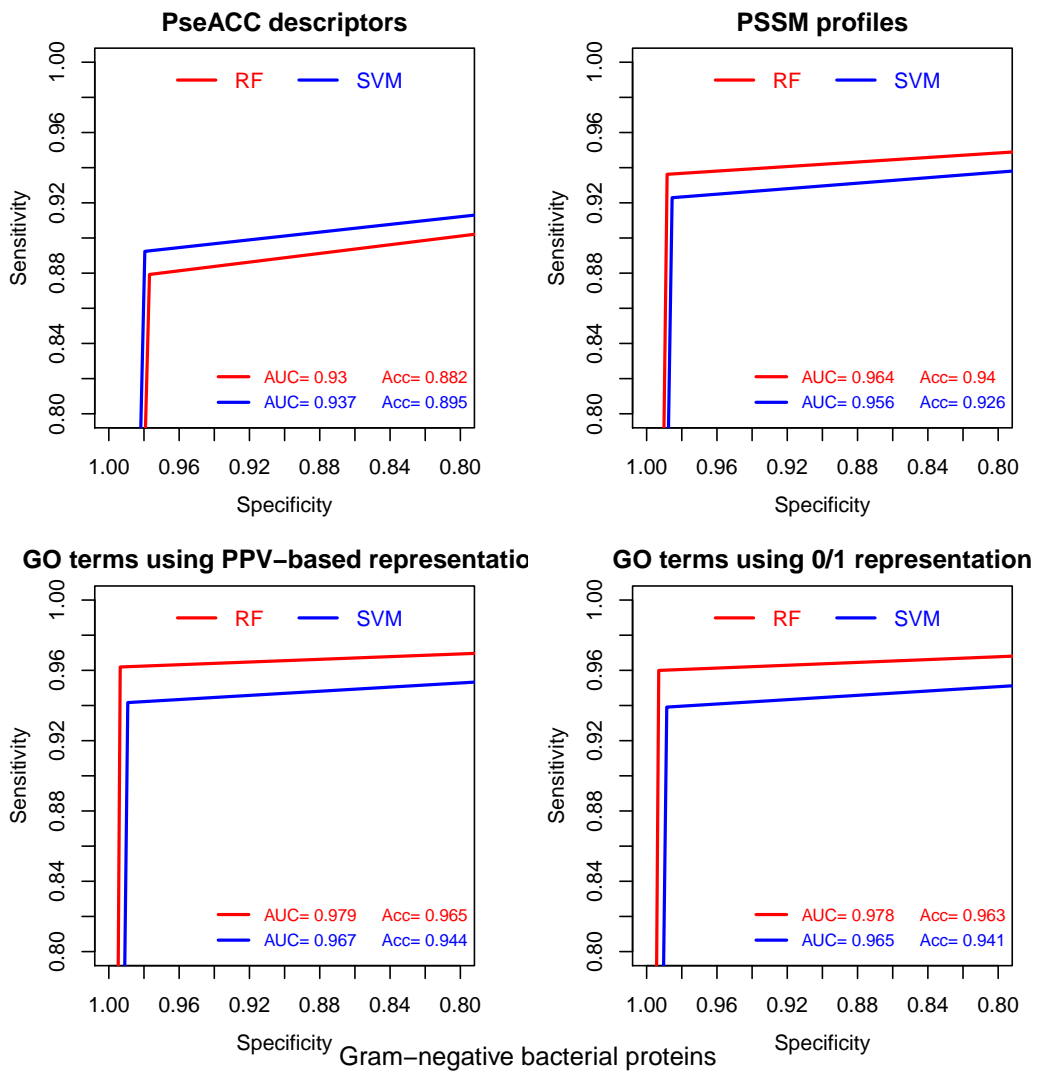 PseACC descriptors
1.00
0.96
0.92
0.88
0.84
0.80
Sensitivity
RF
SVM
AUC= 0.93 Acc= 0.882
AUC= 0.937 Acc= 0.895
1.00 0.96 0.92 0.88 0.84 0.80
Specificity
PSSM profiles
1.00
0.96
0.92
0.88
0.84
0.80
Sensitivity
RF
SVM
AUC= 0.964 Acc= 0.94
AUC= 0.956 Acc= 0.926
1.00 0.96 0.92 0.88 0.84 0.80
Specificity
GO terms using PPV−based representatio
1.00
0.96
0.92
0.88
0.84
0.80
Sensitivity
RF
SVM
AUC= 0.979 Acc= 0.965
AUC= 0.967 Acc= 0.944
1.00 0.96 0.92 0.88 0.84 0.80
Specificity
GO terms using 0/1 representation
1.00
0.96
0.92
0.88
0.84
0.80
Sensitivity
RF
SVM
AUC= 0.978 Acc= 0.963
AUC= 0.965 Acc= 0.941
1.00 0.96 0.92 0.88 0.84 0.80
Specificity
Gram−negative bacterial proteins